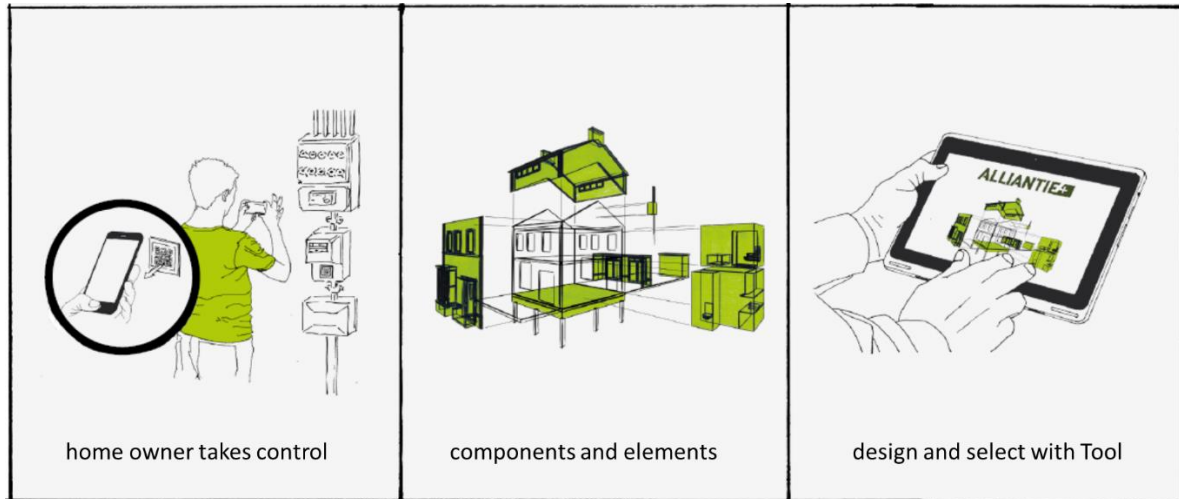 ALLIANTIE+
home owner takes control
components and elements
design and select with Tool